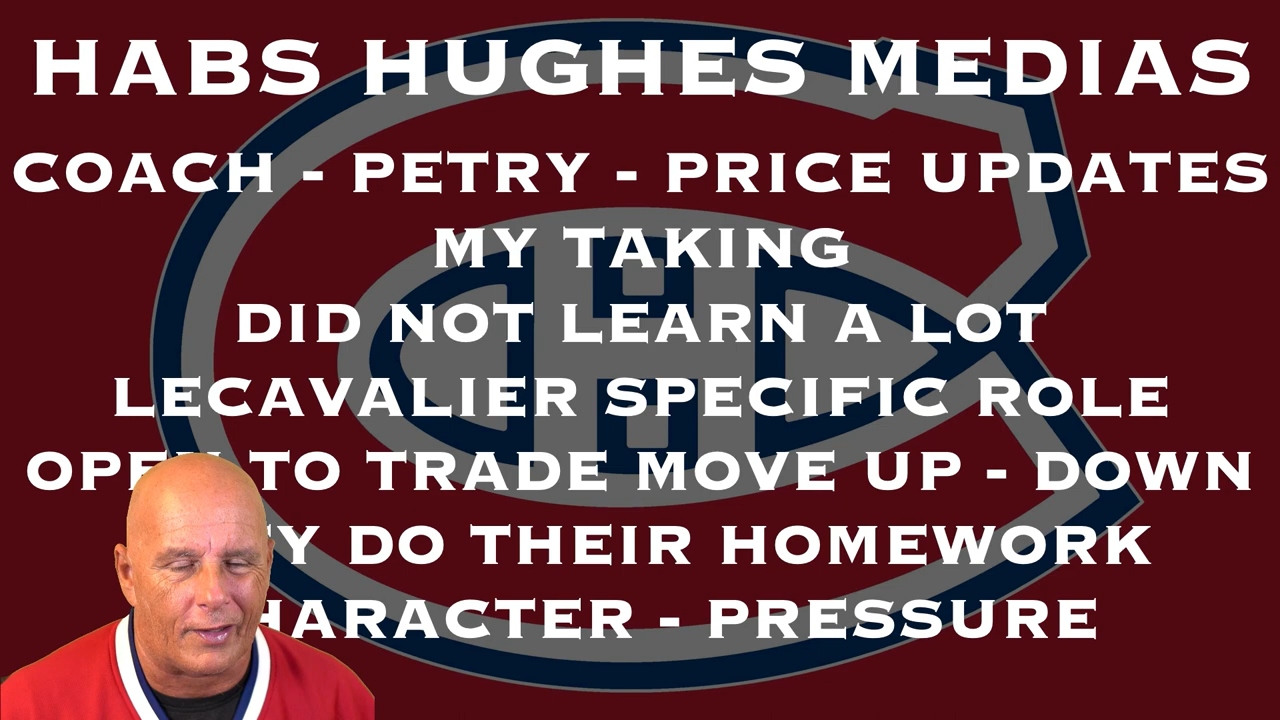 HABS HUGHES MEDIAS
COACH - PETRY - PRICE UPDATES
MY TAKING
DID NOT LEARN A LOT
LECAVALIER SPECIFIC ROLE
TO TRADE MOVE UP - DOWN
DO THEIR HOMEWORK
PRESSURE